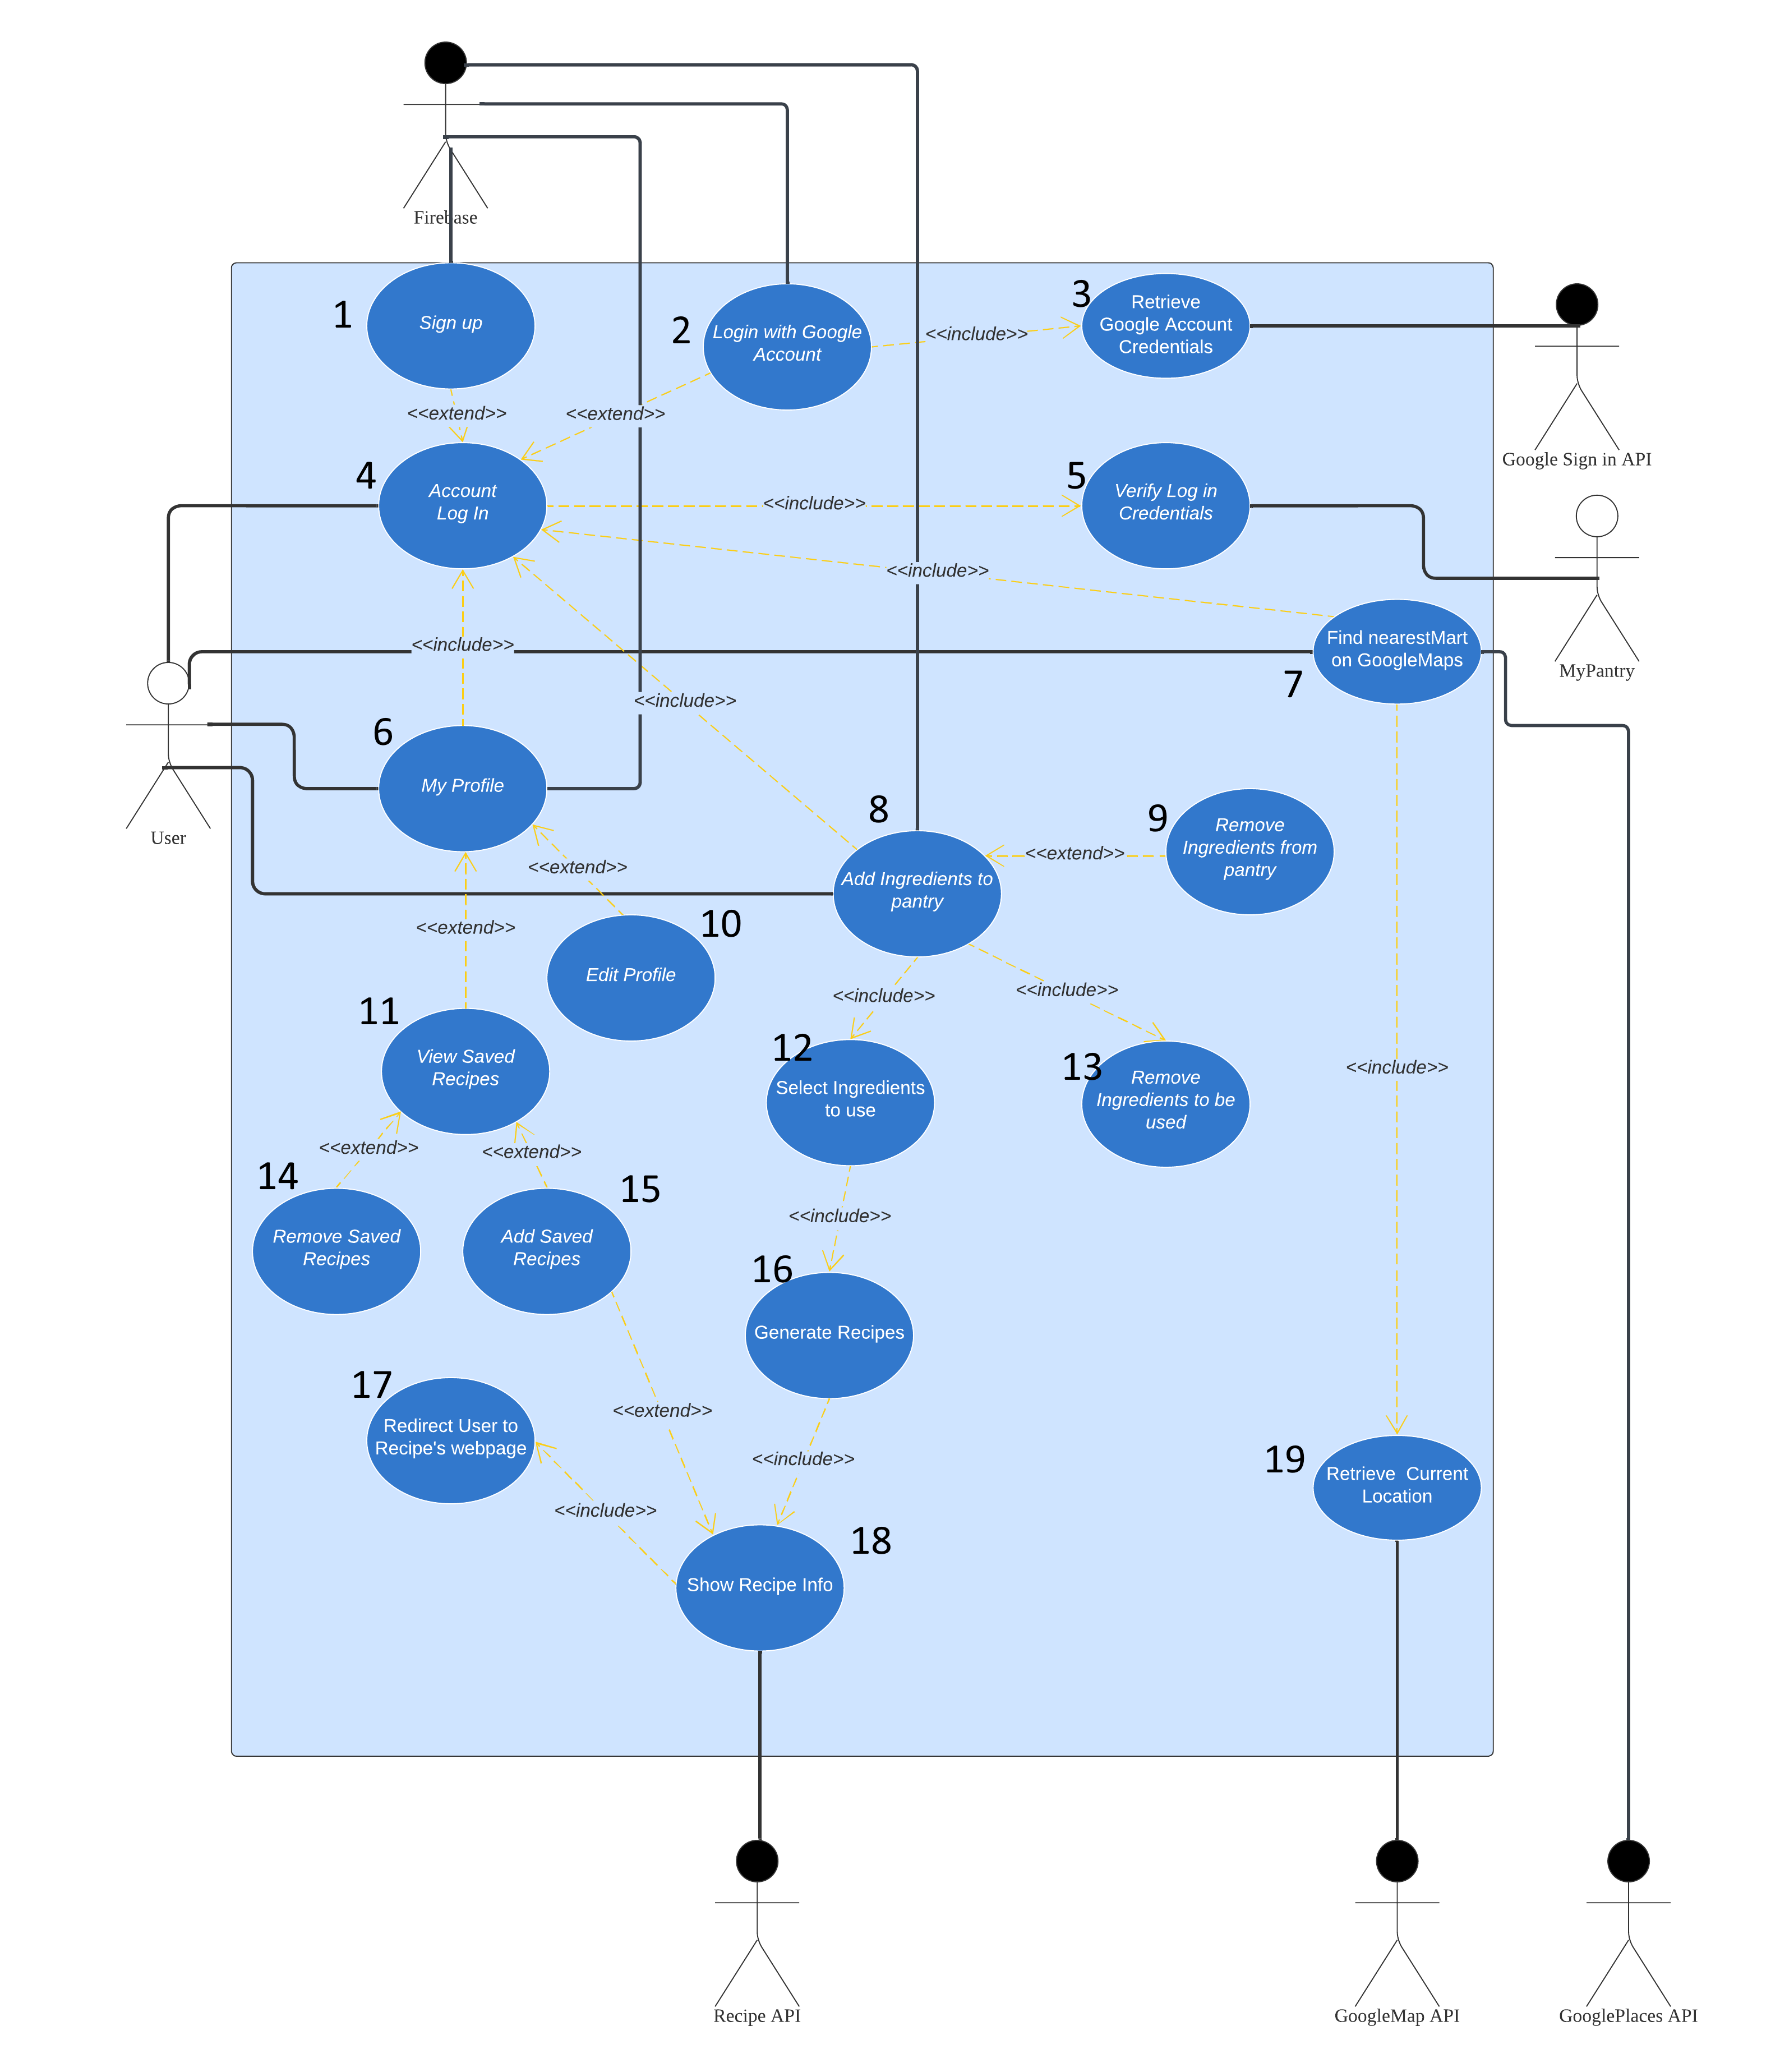 Firebase
1
Sign up
2
Login with Google
Account
<<include>>
3
Retrieve
Google Account
Credentials
Google Sign in API
<<extend>>
<<extend>>
4
Account
Log In
<<include>>
5
Verify Log in
Credentials
<<include>>
MyPantry
<<include>>
Find nearestMart
on GoogleMaps
7
<<include>>
6
My Profile
User
8
Add Ingredients to
pantry
<<extend>>
9
Remove
Ingredients from
pantry
<<extend>>
<<extend>>
10
Edit Profile
<<include>>
<<include>>
11
View Saved
Recipes
12
Select Ingredients
to use
13
Remove
Ingredients to be
used
<<include>>
<<extend>>
<<extend>>
14
Remove Saved
Recipes
15
Add Saved
Recipes
<<include>>
16
Generate Recipes
17
Redirect User to
Recipe's webpage
<<extend>>
<<include>>
<<include>>
18
Show Recipe Info
19
Retrieve  Current
Location
Recipe API
GoogleMap API
GooglePlaces API